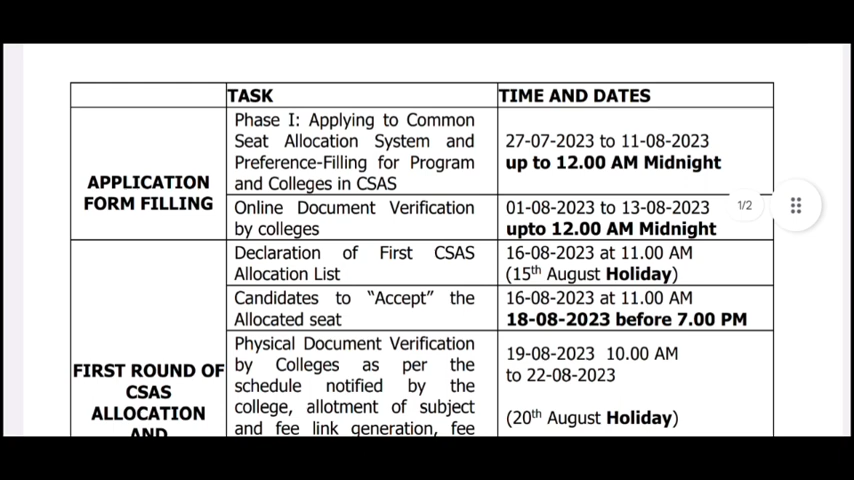 TASK
TIME AND DATES
APPLICATION
FORM FILLING
Phase I: Applying to Common
Seat Allocation System and
Preference-Filling for Program
and Colleges in CSAS
27-07-2023 to 11-08-2023
up to 12.00 AM Midnight
Online Document Verification
by colleges
01-08-2023 to 13-08-2023
upto 12.00 AM Midnight
1/2
FIRST ROUND OF
CSAS
ALLOCATION
AND
Declaration of First CSAS
Allocation List
16-08-2023 at 11.00 AM
(15th August Holiday)
Candidates to “Accept” the
Allocated seat
16-08-2023 at 11.00 AM
18-08-2023 before 7.00 PM
Physical Document Verification
by Colleges as per the
schedule notified by the
college, allotment of subject
and fee link generation, fee
19-08-2023 10.00 AM
to 22-08-2023
(20th August Holiday)